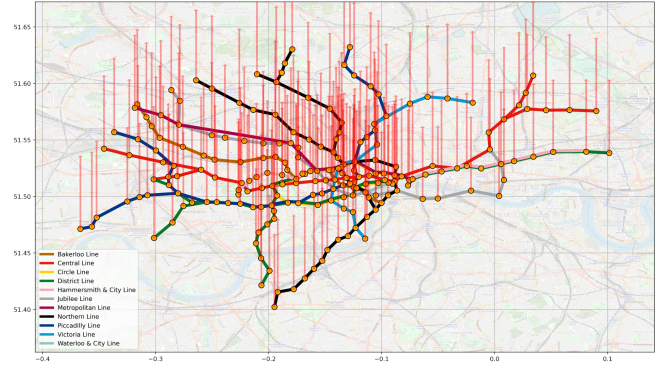 51.65
51.60
51.55
51.50
51.45
51.40
Bakerloo Line
Central Line
Circle Line
District Line
Hammersmith & City Line
Jubilee Line
Metropolitan Line
Northern Line
Piccadilly Line
Victoria Line
Waterloo & City Line
−0.4 −0.3 −0.2 −0.1 0.0 0.1